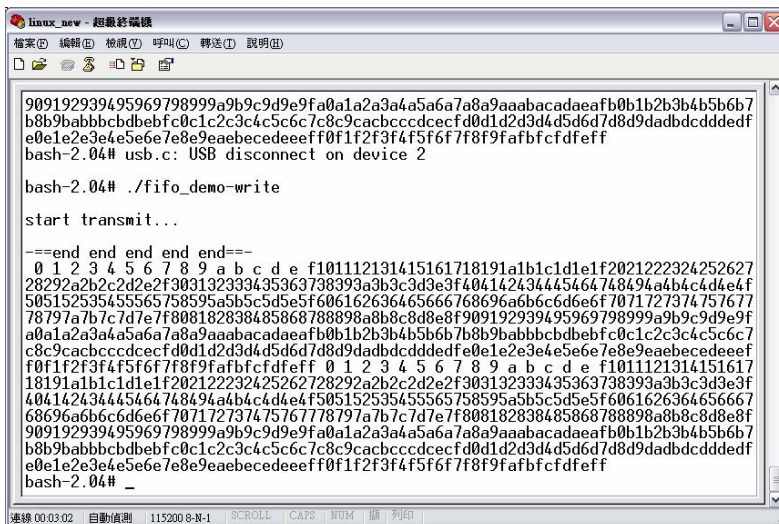 linux_new - 超級終端機
檔案(F) 編輯(E) 檢視(V) 呼叫(C) 轉送(T) 說明(H)
909192939495969798999a9b9c9d9e9fa0a1a2a3a4a5a6a7a8a9aaabacadaeafb0b1b2b3b4b5b6b7
b8b9babbbcbdbebfc0c1c2c3c4c5c6c7c8c9cacbcccdcecfd0d1d2d3d4d5d6d7d8d9dadbdcdddedf
e0e1e2e3e4e5e6e7e8e9eaebecedeeeff0f1f2f3f4f5f6f7f8f9fafbfcfdfeff
bash-2.04# usb.c: USB disconnect on device 2
bash-2.04# ./fifo_demo-write
start transmit...
-==end end end end end==-
0 1 2 3 4 5 6 7 8 9 a b c d e f101112131415161718191a1b1c1d1e1f2021222324252627
28292a2b2c2d2e2f303132333435363738393a3b3c3d3e3f404142434445464748494a4b4c4d4e4f
505152535455565758595a5b5c5d5e5f606162636465666768696a6b6c6d6e6f7071727374757677
78797a7b7c7d7e7f808182838485868788898a8b8c8d8e8f909192939495969798999a9b9c9d9e9f
a0a1a2a3a4a5a6a7a8a9aaabacadaeafb0b1b2b3b4b5b6b7b8b9babbbcbdbebfc0c1c2c3c4c5c6c7
c8c9cacbcccdcecfd0d1d2d3d4d5d6d7d8d9dadbdcdddedfe0e1e2e3e4e5e6e7e8e9eaebecedeeef
f0f1f2f3f4f5f6f7f8f9fafbfcfdfeff 0 1 2 3 4 5 6 7 8 9 a b c d e f1011121314151617
18191a1b1c1d1e1f202122232425262728292a2b2c2d2e2f303132333435363738393a3b3c3d3e3f
404142434445464748494a4b4c4d4e4f505152535455565758595a5b5c5d5e5f6061626364656667
68696a6b6c6d6e6f707172737475767778797a7b7c7d7e7f808182838485868788898a8b8c8d8e8f
909192939495969798999a9b9c9d9e9fa0a1a2a3a4a5a6a7a8a9aaabacadaeafb0b1b2b3b4b5b6b7
b8b9babbbcbdbebfc0c1c2c3c4c5c6c7c8c9cacbcccdcecfd0d1d2d3d4d5d6d7d8d9dadbdcdddedf
e0e1e2e3e4e5e6e7e8e9eaebecedeeeff0f1f2f3f4f5f6f7f8f9fafbfcfdfeff
bash-2.04# _
連線 00:03:02 自動偵測 115200 8-N-1 SCROLL CAPS NUM 擷 列印